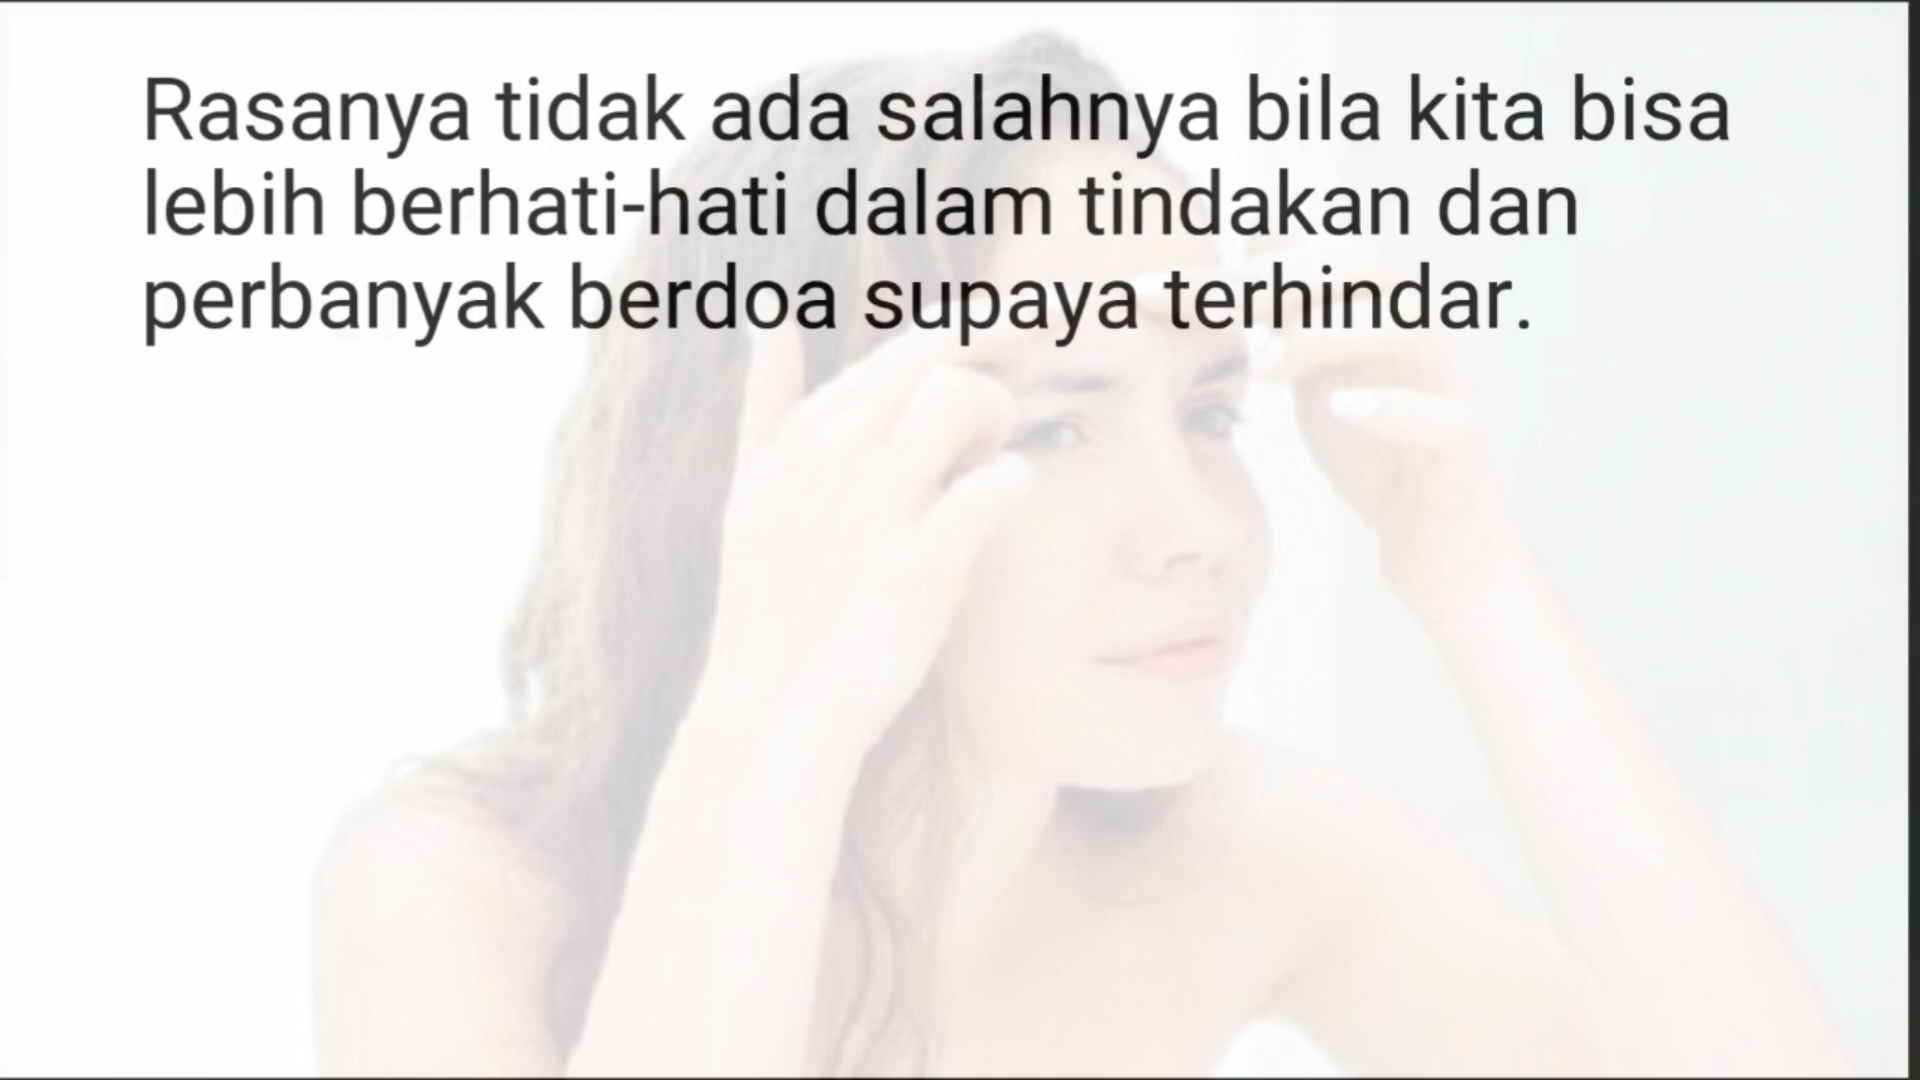 Rasanya tidak ada salahnya bila kita bisa
lebih berhati-hati dalam tindakan dan
perbanyak berdoa supaya terhindar.